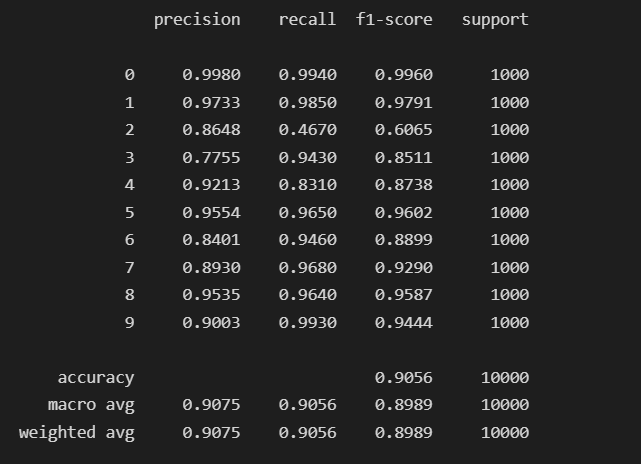 precision recall f1-score support
0 0.9980 0.9940 0.9960 1000
1 0.9733 0.9850 0.9791 1000
2 0.8648 0.4670 0.6065 1000
3 0.7755 0.9430 0.8511 1000
4 0.9213 0.8310 0.8738 1000
5 0.9554 0.9650 0.9602 1000
6 0.8401 0.9460 0.8899 1000
7 0.8930 0.9680 0.9290 1000
8 0.9535 0.9640 0.9587 1000
9 0.9003 0.9930 0.9444 1000
accuracy 0.9056 10000
macro avg 0.9075 0.9056 0.8989 10000
weighted avg 0.9075 0.9056 0.8989 10000